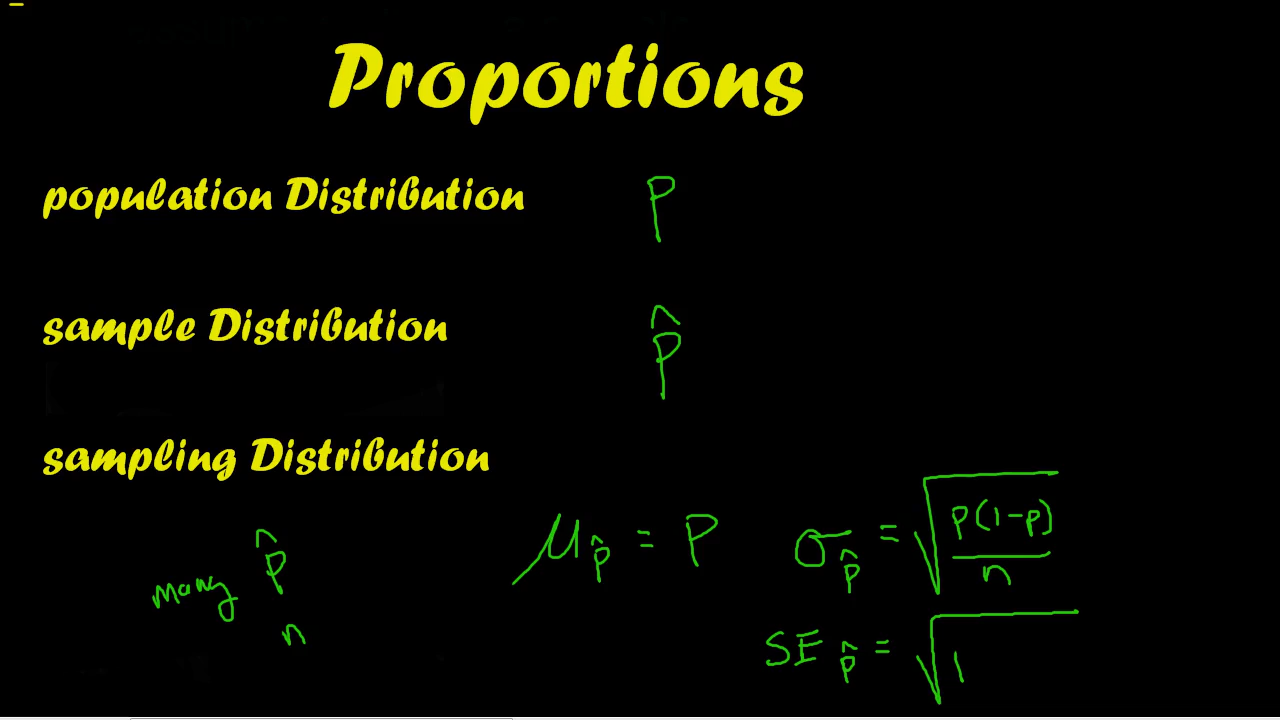 Proportions
population Distribution P
sample Distribution p̂
sampling Distribution
many p̂ n
μp̂ = P
σp̂ = √(p(1-p)/n)
SEp̂ = √